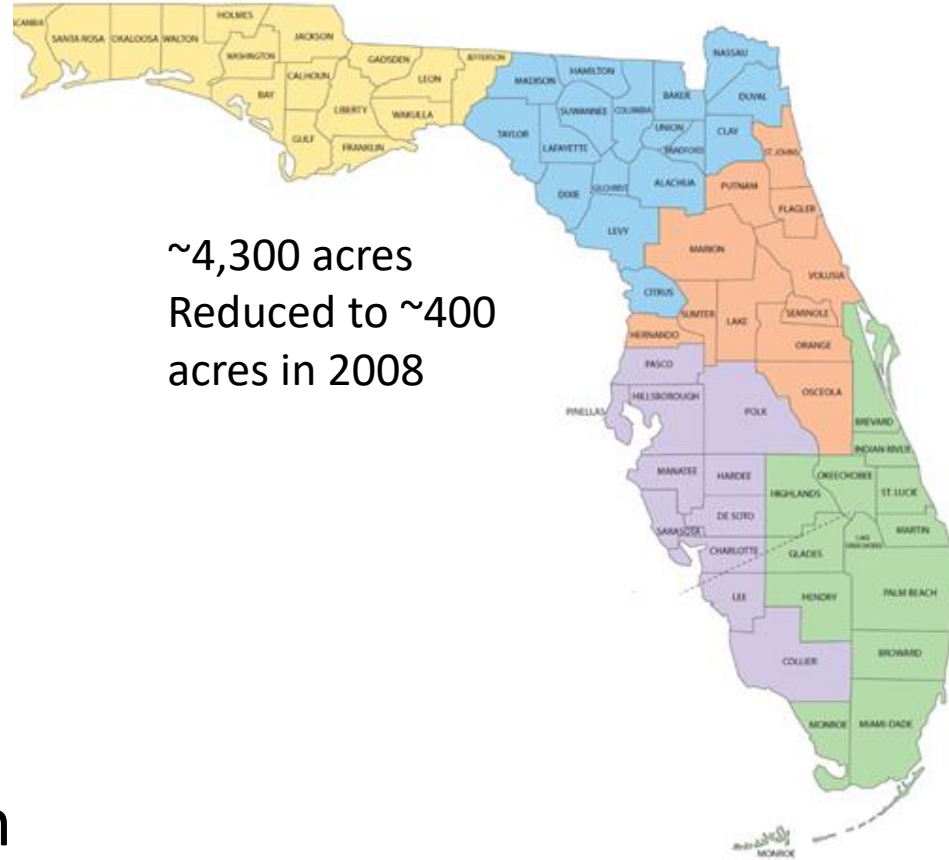 CAMBIA
SANTA ROSA
OKALOOSA
WALTON
HOLMES
WASHINGTON
JACKSON
BAY
CALHOUN
GULF
GADSDEN
LIBERTY
FRANKLIN
LEON
WAKULLA
JEFFERSON
MADISON
HAMILTON
TAYLOR
SUWANNEE
LAFAYETTE
COLUMBIA
BAKER
NASSAU
DUVAL
UNION
BRADFORD
CLAY
ST. JOHNS
DIXIE
GILCHRIST
ALACHUA
PUTNAM
FLAGLER
LEVY
MARION
VOLUSIA
CITRUS
SUMTER
LAKE
SEMINOLE
HERNANDO
ORANGE
PASCO
OSCEOLA
PINELLAS
HILLSBOROUGH
POLK
BREVARD
INDIAN RIVER
MANATEE
HARDEE
HIGHLANDS
OKEECHOBEE
ST. LUCIE
SARASOTA
DE SOTO
MARTIN
CHARLOTTE
GLADES
LAKE
LEE
HENDRY
PALM BEACH
COLLIER
BROWARD
MONROE
MIAMI-DADE
MONROE
~4,300 acres
Reduced to ~400
acres in 2008
n